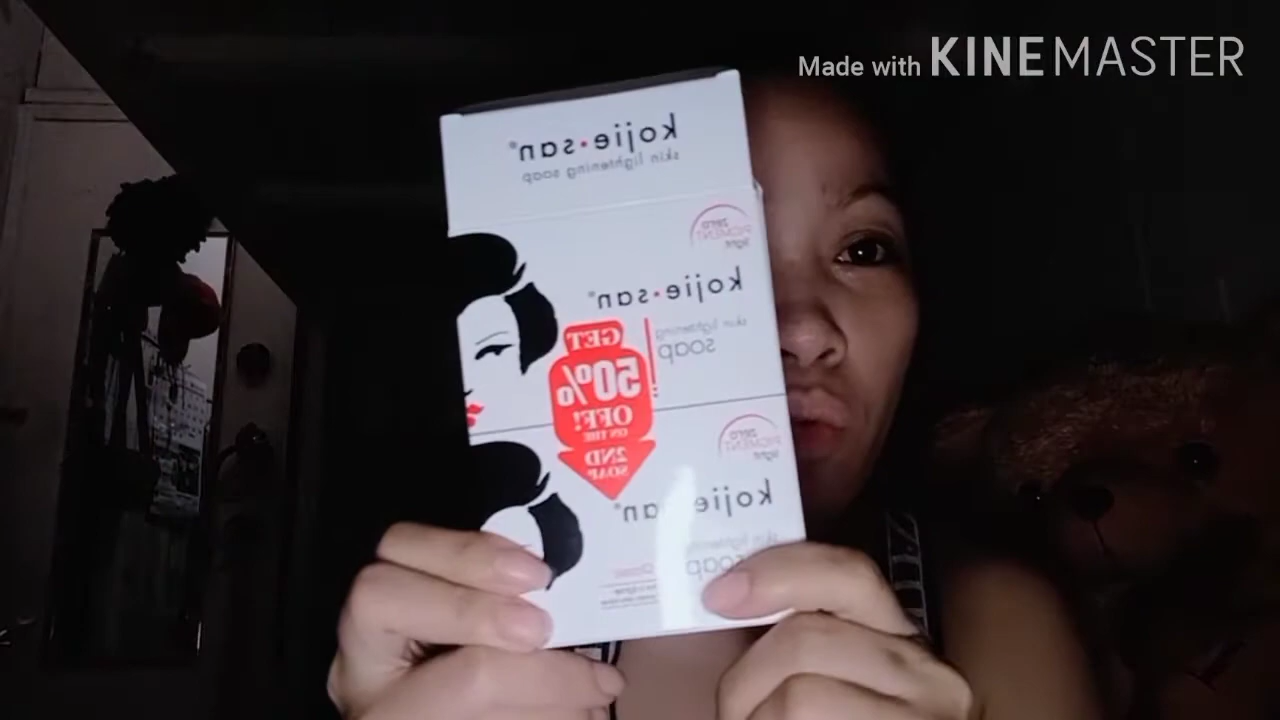 Made with KINEMASTER
kojie·san®
skin lightening soap
zero
PIGMENT
light
kojie·san®
skin lightening
soap
GET
50%
OFF!
ON THE
2ND
SOAP
zero
PIGMENT
light
kojie san®
skin lightening
soap